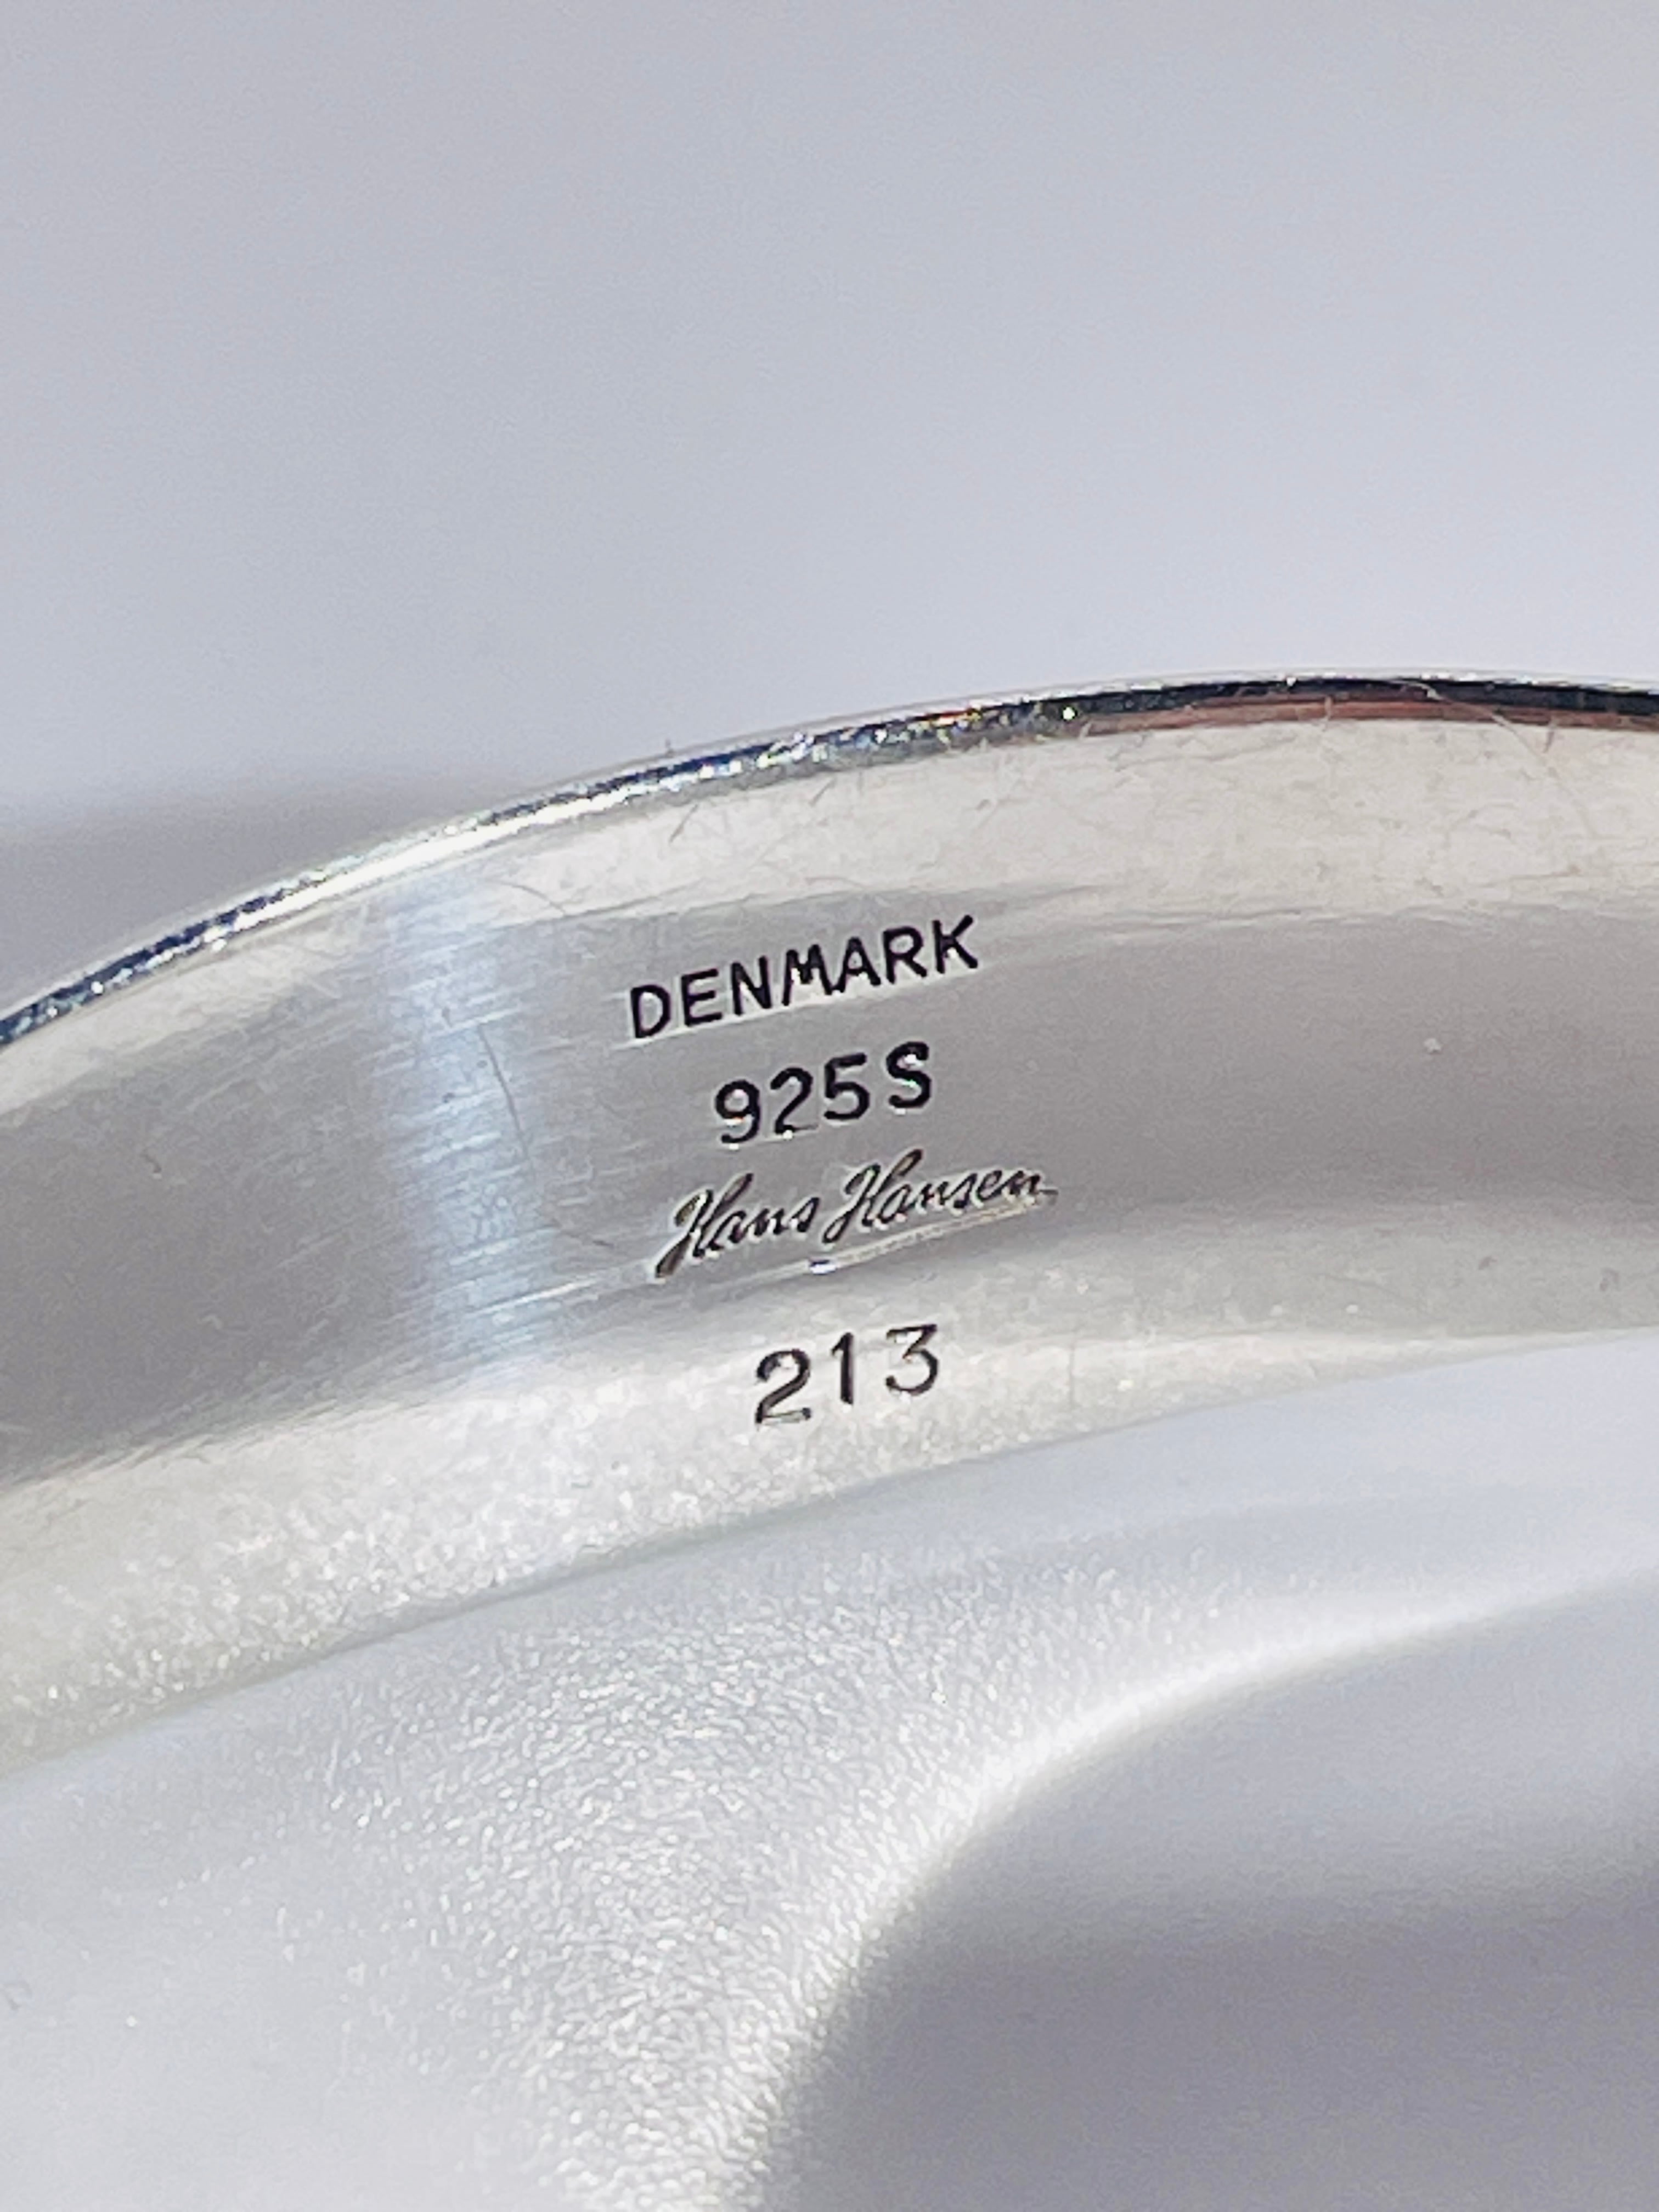 DENMARK
925S
Hans Hansen
213